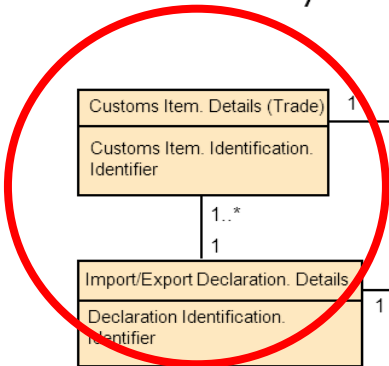 Customs Item. Details (Trade)
1
Customs Item. Identification.
Identifier
1..*
1
Import/Export Declaration. Details
1
Declaration Identification.
Identifier